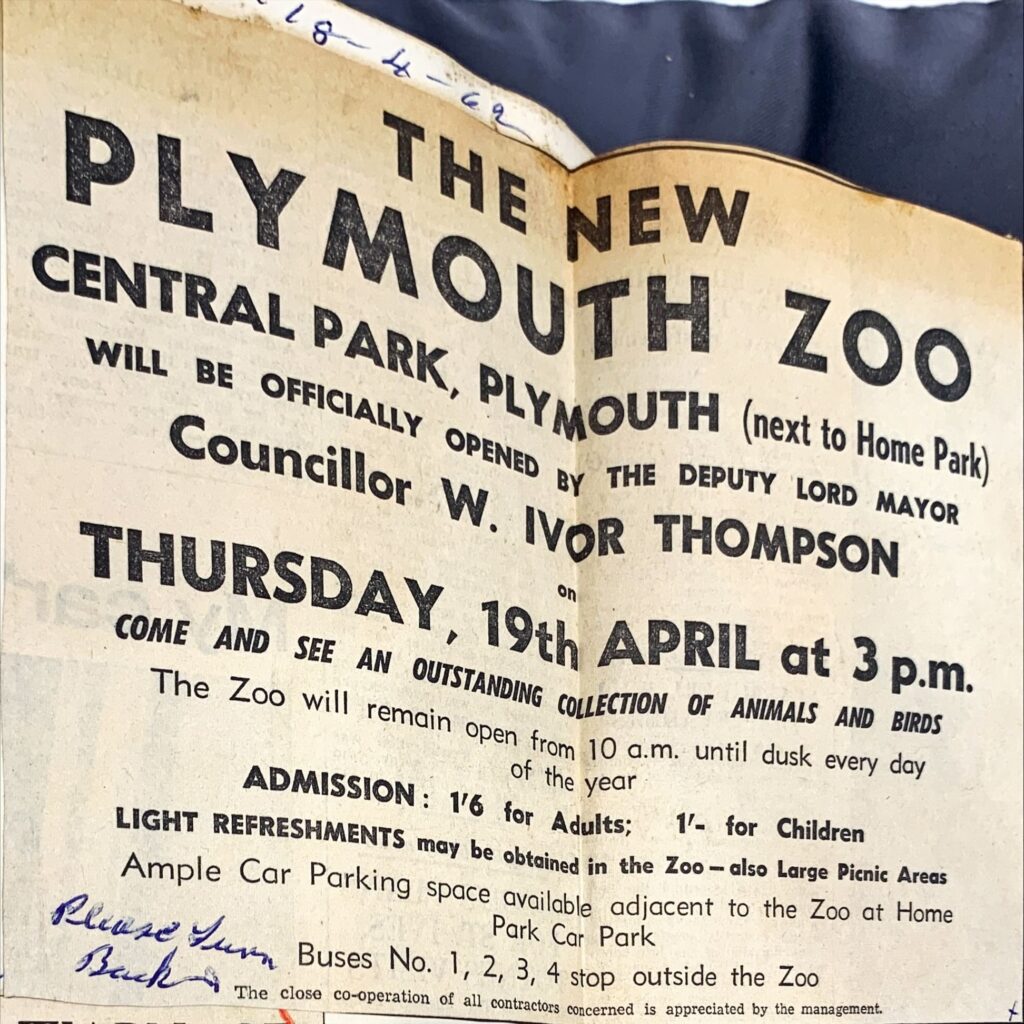 18-4-62
THE NEW
PLYMOUTH ZOO
CENTRAL PARK, PLYMOUTH (next to Home Park)
WILL BE OFFICIALLY OPENED BY THE DEPUTY LORD MAYOR
Councillor W. IVOR THOMPSON
on
THURSDAY, 19th APRIL at 3 p.m.
COME AND SEE AN OUTSTANDING COLLECTION OF ANIMALS AND BIRDS
The Zoo will remain open from 10 a.m. until dusk every day
of the year
ADMISSION: 1'6 for Adults; 1'- for Children
LIGHT REFRESHMENTS may be obtained in the Zoo—also Large Picnic Areas
Ample Car Parking space available adjacent to the Zoo at Home
Park Car Park
Buses No. 1, 2, 3, 4 stop outside the Zoo
The close co-operation of all contractors concerned is appreciated by the management.
Please Turn
Back